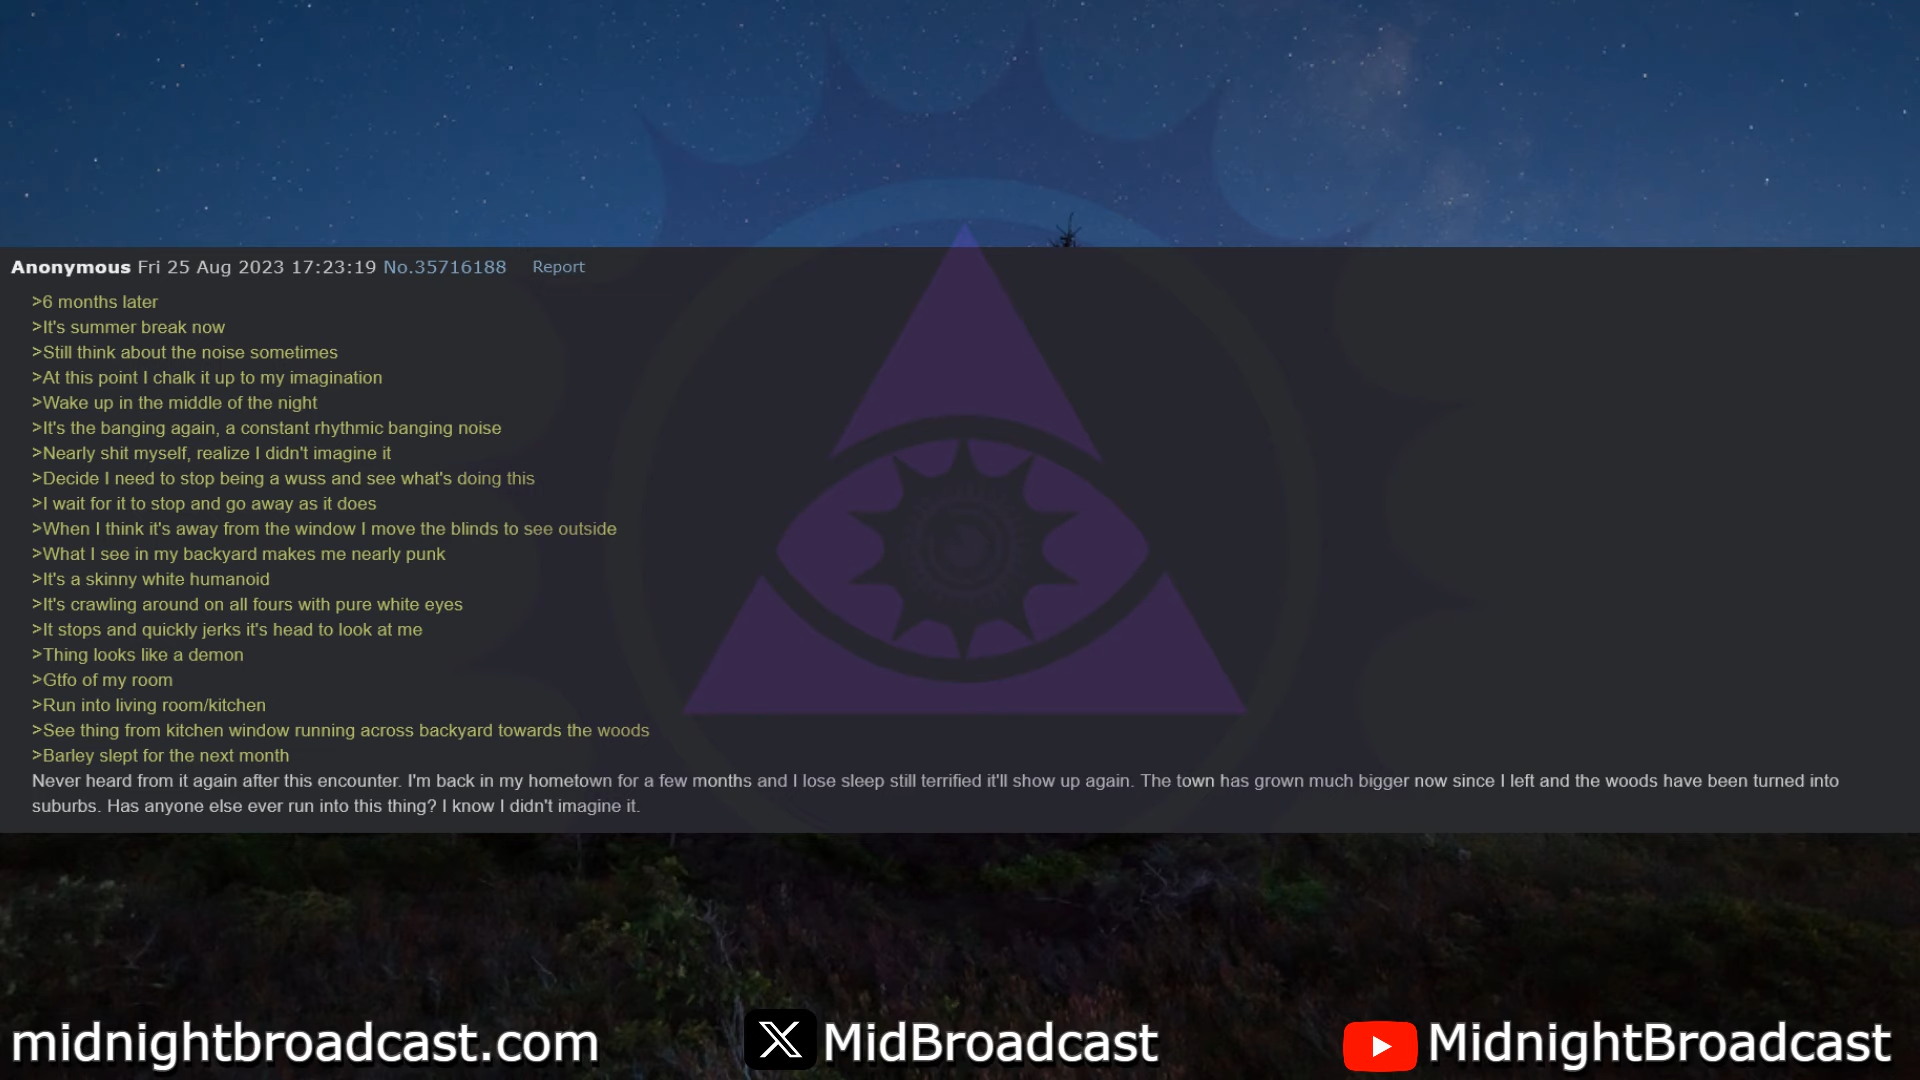 Anonymous Fri 25 Aug 2023 17:23:19 No.35716188 Report
>6 months later
>It's summer break now
>Still think about the noise sometimes
>At this point I chalk it up to my imagination
>Wake up in the middle of the night
>It's the banging again, a constant rhythmic banging noise
>Nearly shit myself, realize I didn't imagine it
>Decide I need to stop being a wuss and see what's doing this
>I wait for it to stop and go away as it does
>When I think it's away from the window I move the blinds to see outside
>What I see in my backyard makes me nearly punk
>It's a skinny white humanoid
>It's crawling around on all fours with pure white eyes
>It stops and quickly jerks it's head to look at me
>Thing looks like a demon
>Gtfo of my room
>Run into living room/kitchen
>See thing from kitchen window running across backyard towards the woods
>Barley slept for the next month
Never heard from it again after this encounter. I'm back in my hometown for a few months and I lose sleep still terrified it'll show up again. The town has grown much bigger now since I left and the woods have been turned into
suburbs. Has anyone else ever run into this thing? I know I didn't imagine it.
midnightbroadcast.com
MidBroadcast
MidnightBroadcast